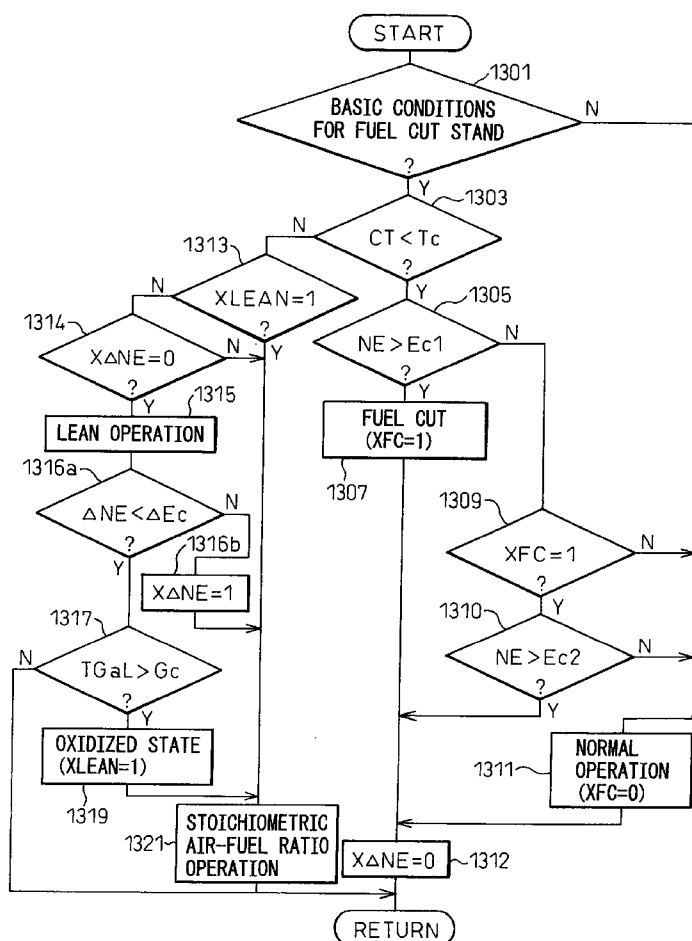 START
1301
BASIC CONDITIONS
FOR FUEL CUT STAND
?
N
Y
1303
CT<Tc
?
N
Y
1313
XLEAN=1
?
N
Y
1305
NE>Ec1
?
N
Y
1314
X△NE=0
?
N
Y
1315
LEAN OPERATION
FUEL CUT
(XFC=1)
1307
1316a
△NE<△Ec
?
N
Y
1316b
X△NE=1
1309
XFC=1
?
N
Y
1310
NE>Ec2
?
N
Y
1317
TGaL>Gc
?
N
Y
OXIDIZED STATE
(XLEAN=1)
1319
1311
NORMAL
OPERATION
(XFC=0)
1321
STOICHIOMETRIC
AIR-FUEL RATIO
OPERATION
X△NE=0
1312
RETURN